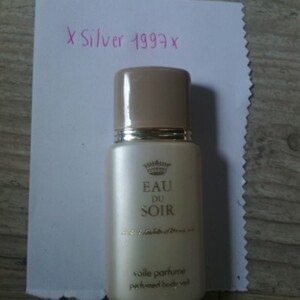 x Silver 1997 x
EAU
DU
SOIR
voile parfumé
perfumed body veil